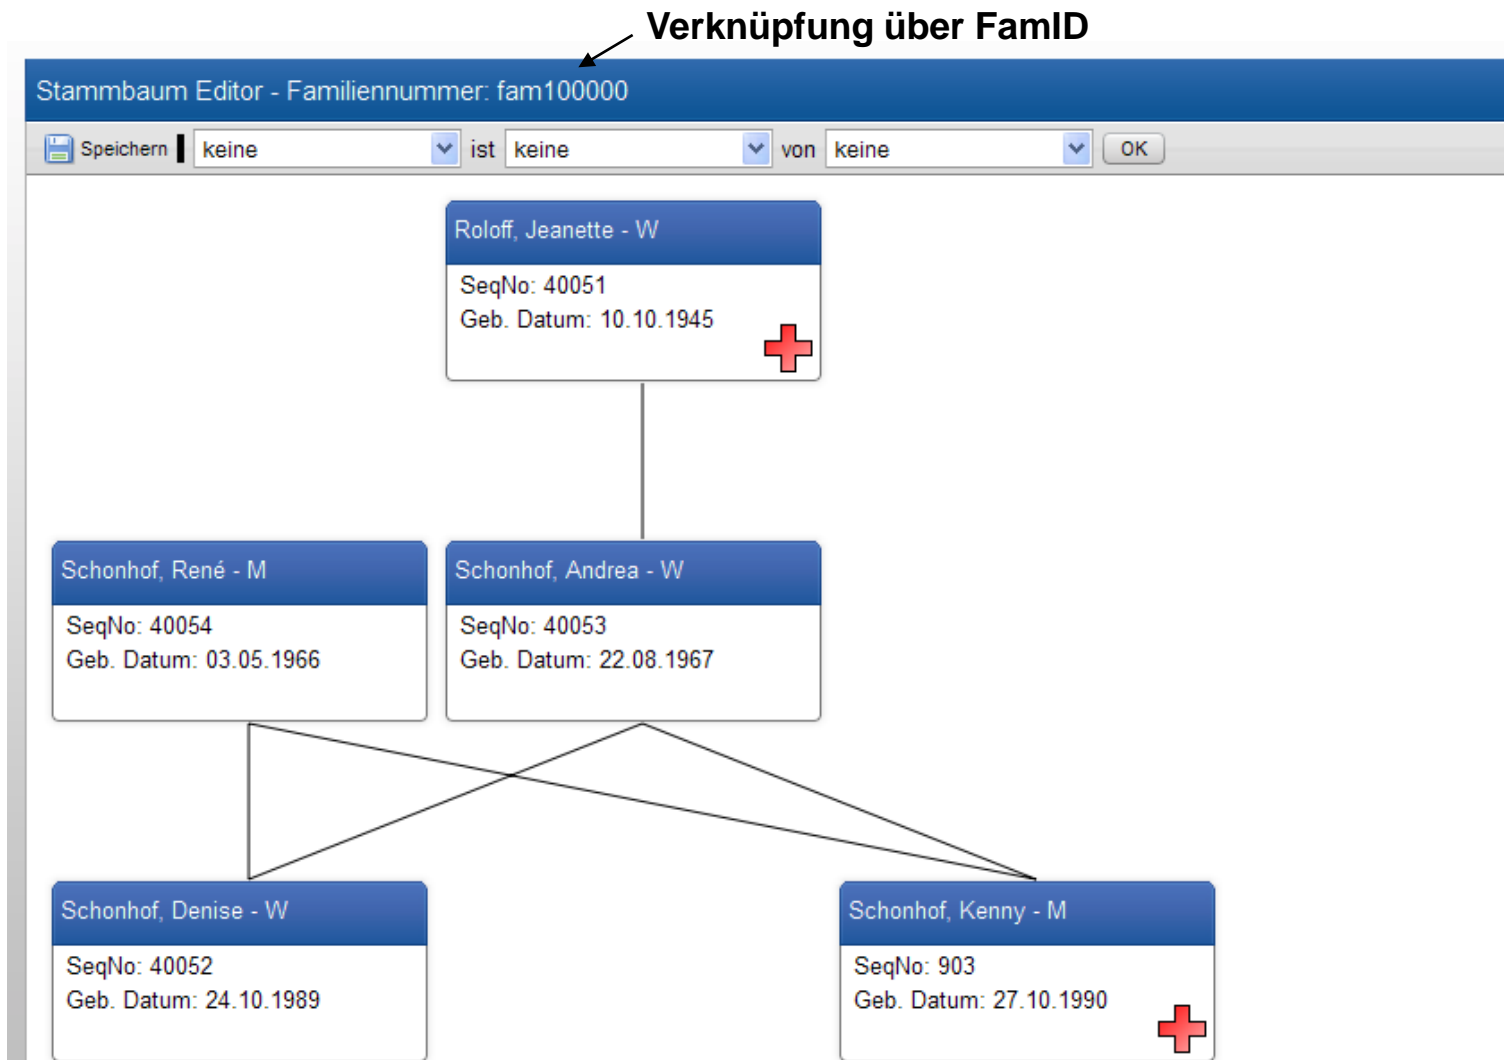 Verknüpfung über FamID
Stammbaum Editor - Familiennummer: fam100000
Speichern keine ist keine von keine OK
Roloff, Jeanette - W
SeqNo: 40051
Geb. Datum: 10.10.1945
Schonhof, René - M
SeqNo: 40054
Geb. Datum: 03.05.1966
Schonhof, Andrea - W
SeqNo: 40053
Geb. Datum: 22.08.1967
Schonhof, Denise - W
SeqNo: 40052
Geb. Datum: 24.10.1989
Schonhof, Kenny - M
SeqNo: 903
Geb. Datum: 27.10.1990